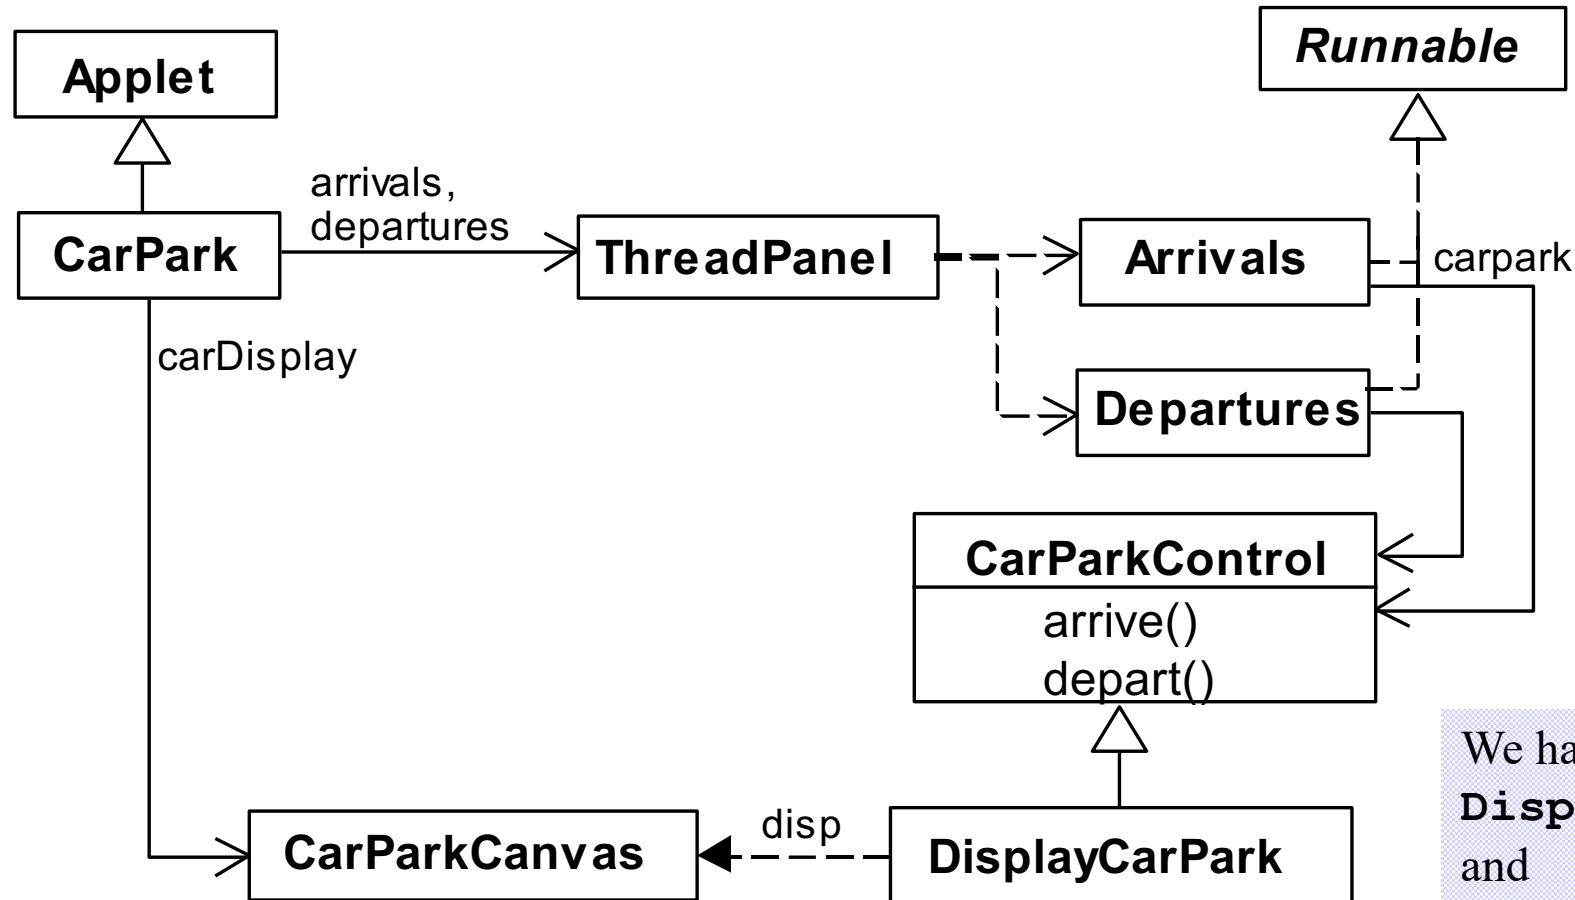 Applet
Runnable
arrivals,
departures
CarPark
ThreadPanel
Arrivals
carpark
carDisplay
Departures
CarParkControl
arrive()
depart()
We ha
Disp
and
disp
CarParkCanvas
DisplayCarPark